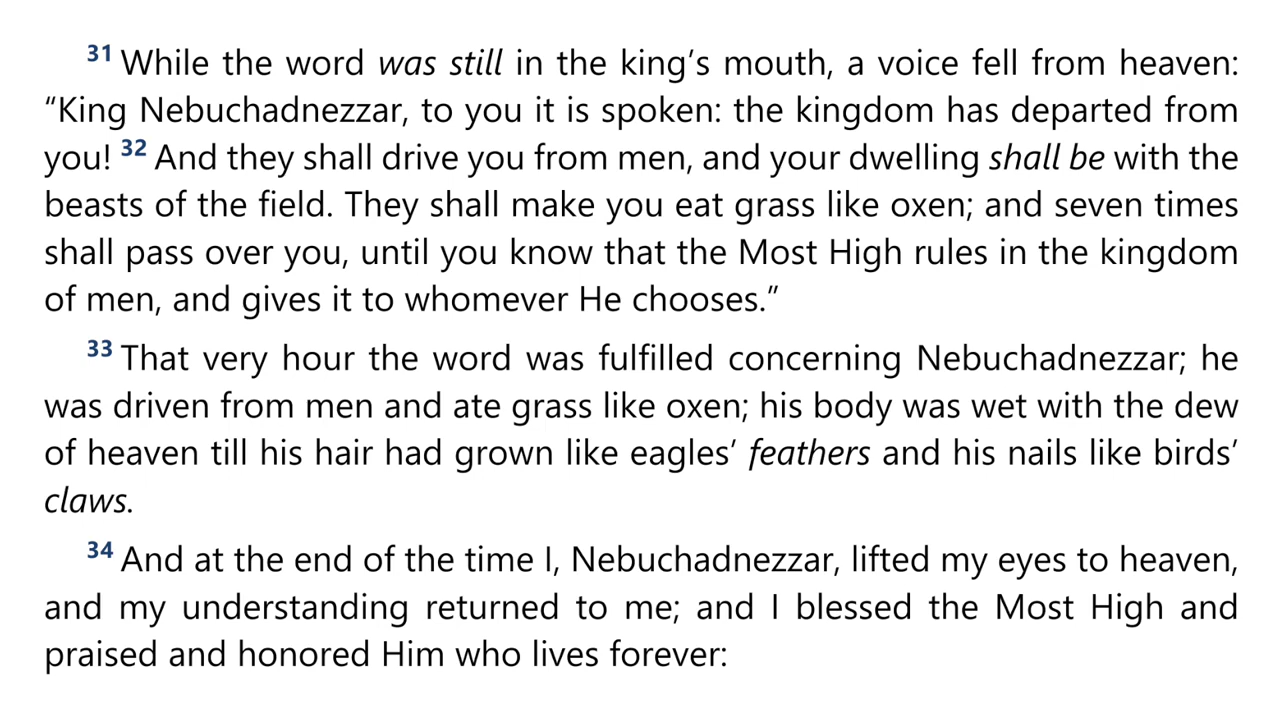 31 While the word was still in the king’s mouth, a voice fell from heaven:
“King Nebuchadnezzar, to you it is spoken: the kingdom has departed from
you! 32 And they shall drive you from men, and your dwelling shall be with the
beasts of the field. They shall make you eat grass like oxen; and seven times
shall pass over you, until you know that the Most High rules in the kingdom
of men, and gives it to whomever He chooses.”
33 That very hour the word was fulfilled concerning Nebuchadnezzar; he
was driven from men and ate grass like oxen; his body was wet with the dew
of heaven till his hair had grown like eagles’ feathers and his nails like birds’
claws.
34 And at the end of the time I, Nebuchadnezzar, lifted my eyes to heaven,
and my understanding returned to me; and I blessed the Most High and
praised and honored Him who lives forever: